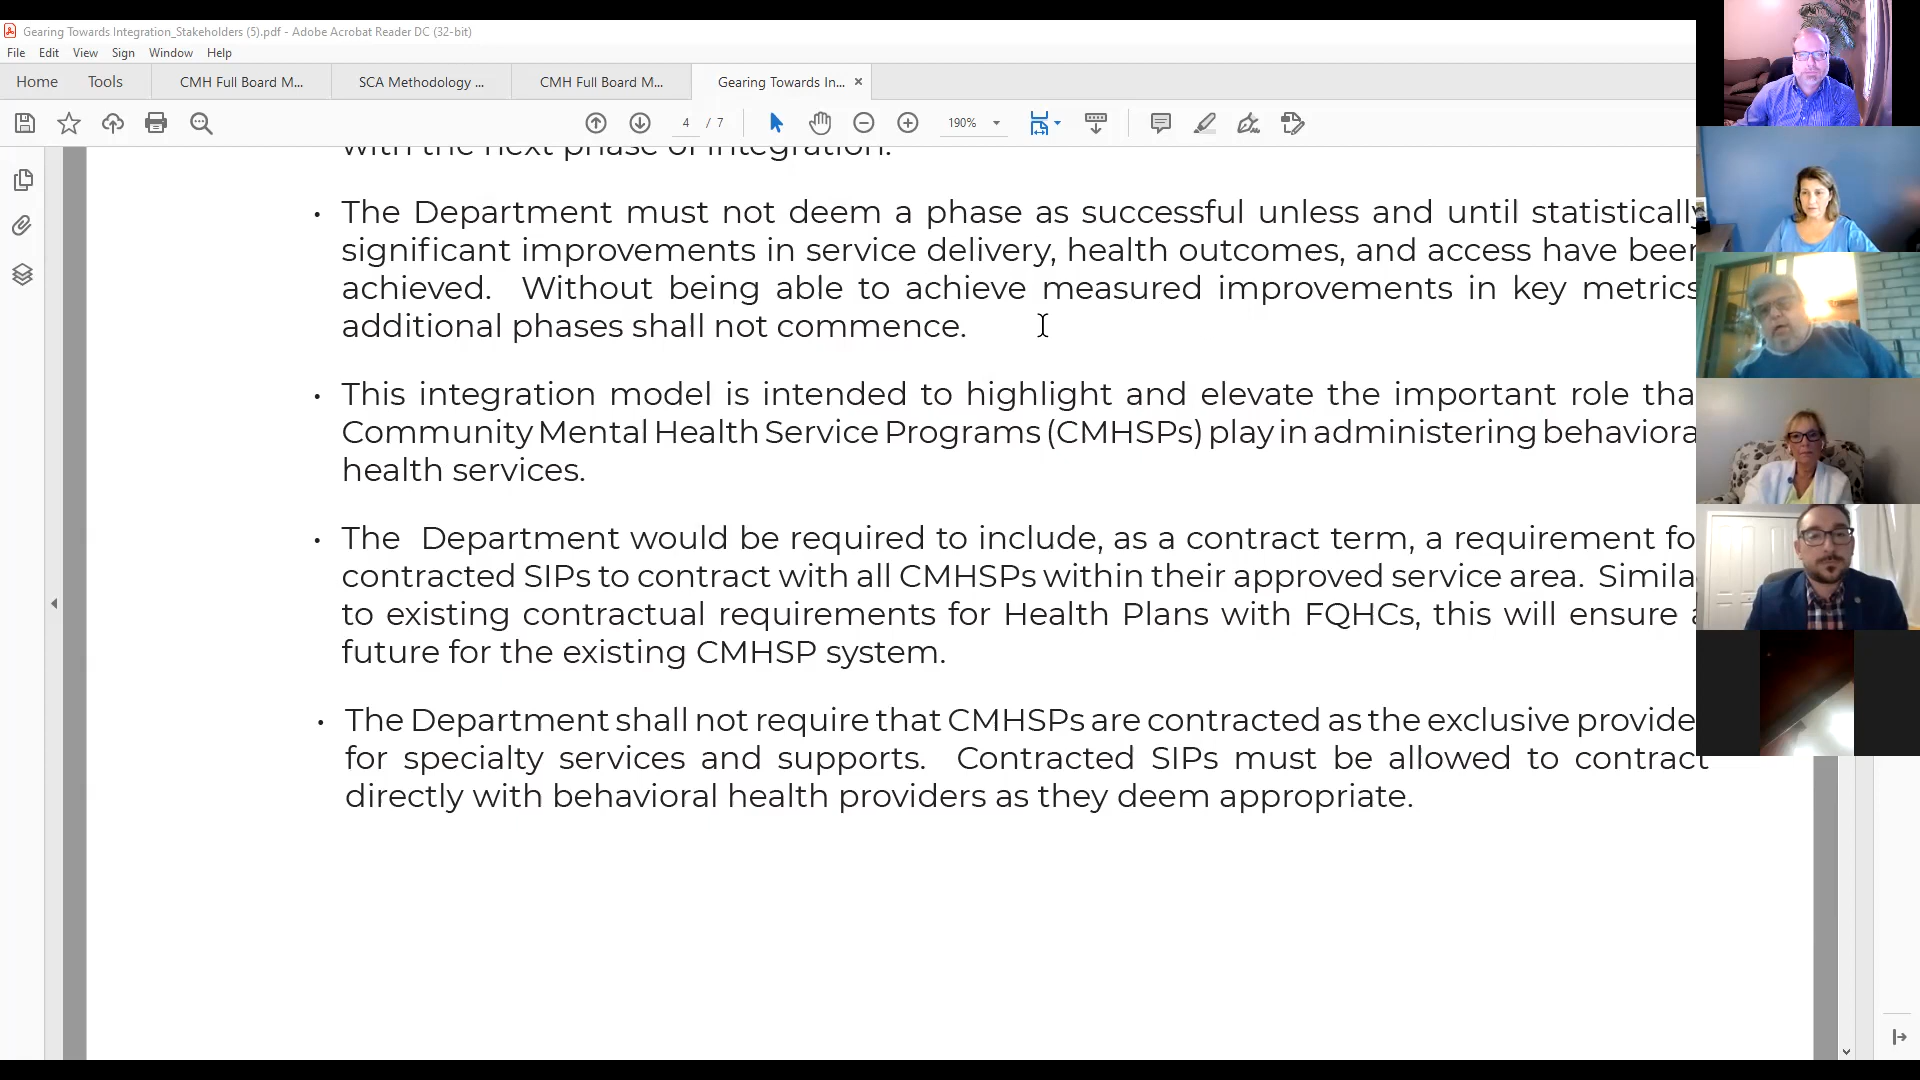 Gearing Towards Integration_Stakeholders (5).pdf - Adobe Acrobat Reader DC (32-bit)
File Edit View Sign Window Help
Home Tools CMH Full Board M... SCA Methodology ... CMH Full Board M... Gearing Towards In... ×
4 / 7 190%
with the next phase of integration.
• The Department must not deem a phase as successful unless and until statistically
significant improvements in service delivery, health outcomes, and access have been
achieved. Without being able to achieve measured improvements in key metrics
additional phases shall not commence.
• This integration model is intended to highlight and elevate the important role tha
Community Mental Health Service Programs (CMHSPs) play in administering behaviora
health services.
• The Department would be required to include, as a contract term, a requirement fo
contracted SIPs to contract with all CMHSPs within their approved service area. Simila
to existing contractual requirements for Health Plans with FQHCs, this will ensure a
future for the existing CMHSP system.
• The Department shall not require that CMHSPs are contracted as the exclusive provide
for specialty services and supports. Contracted SIPs must be allowed to contract
directly with behavioral health providers as they deem appropriate.